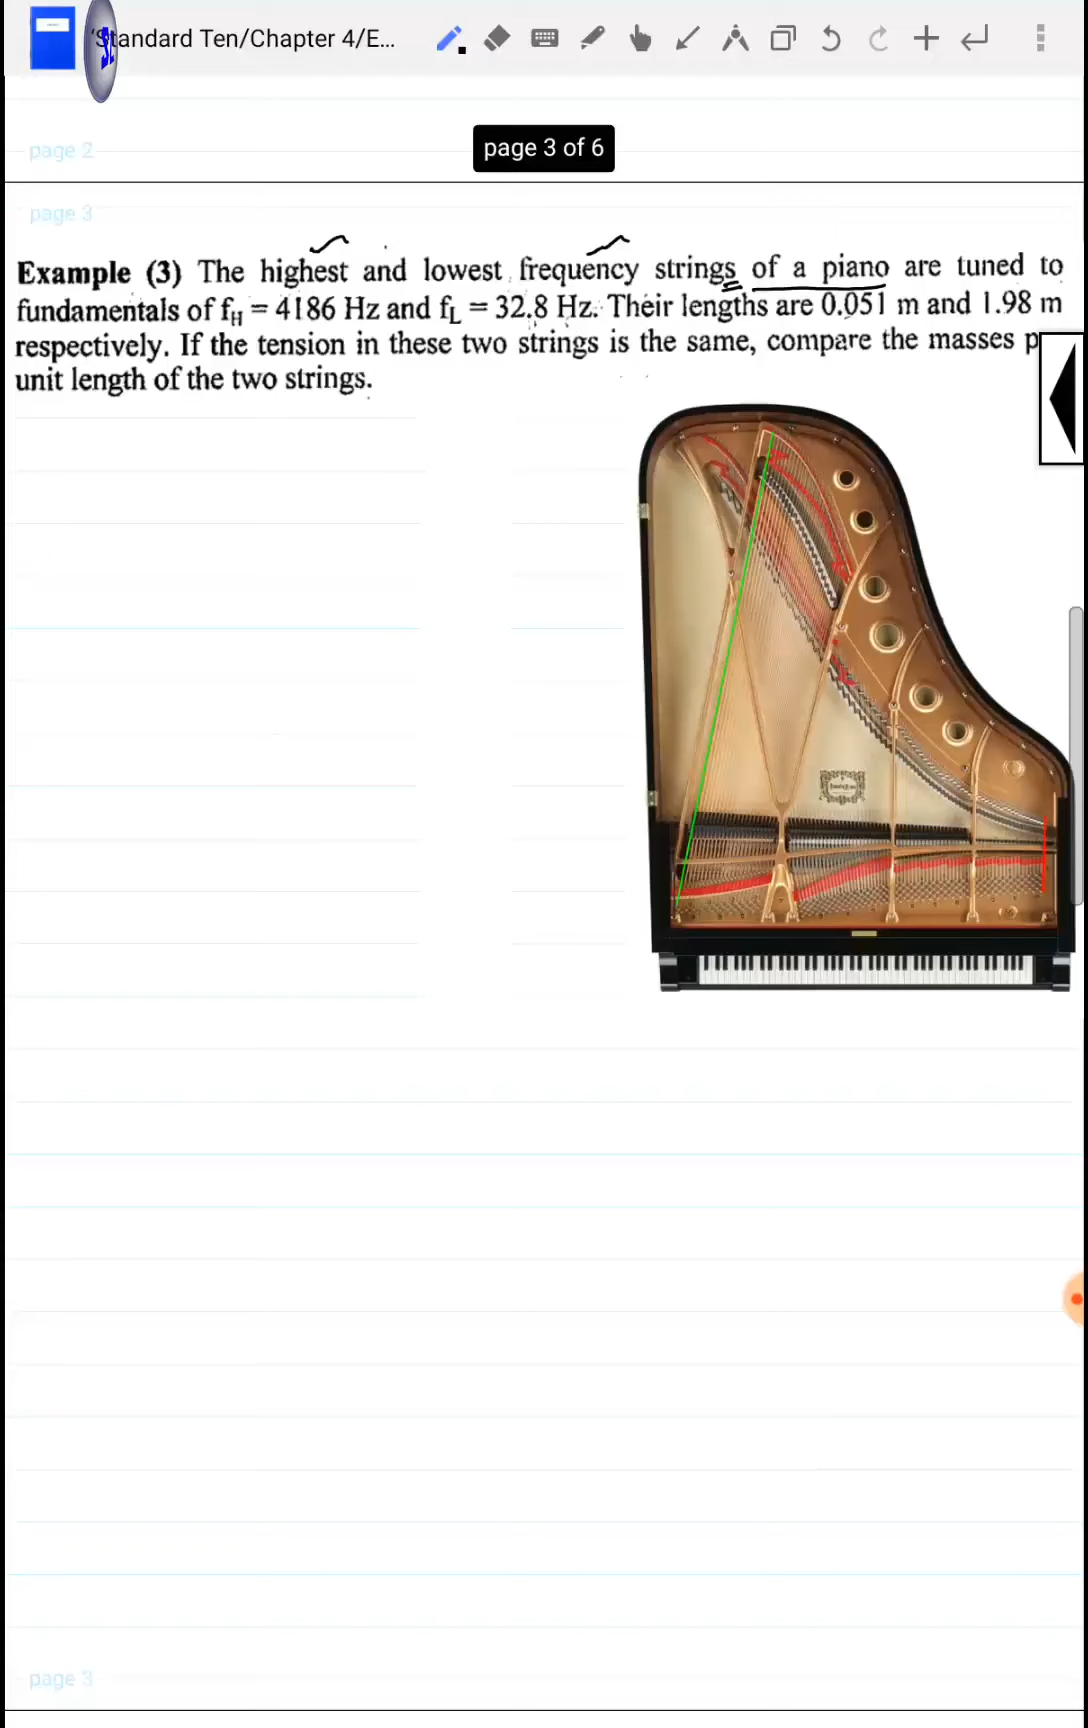 'Standard Ten/Chapter 4/E...
page 2
page 3 of 6
page 3
Example (3) The highest and lowest frequency strings of a piano are tuned to
fundamentals of fH = 4186 Hz and fL = 32.8 Hz. Their lengths are 0.051 m and 1.98 m
respectively. If the tension in these two strings is the same, compare the masses p
unit length of the two strings.
page 3